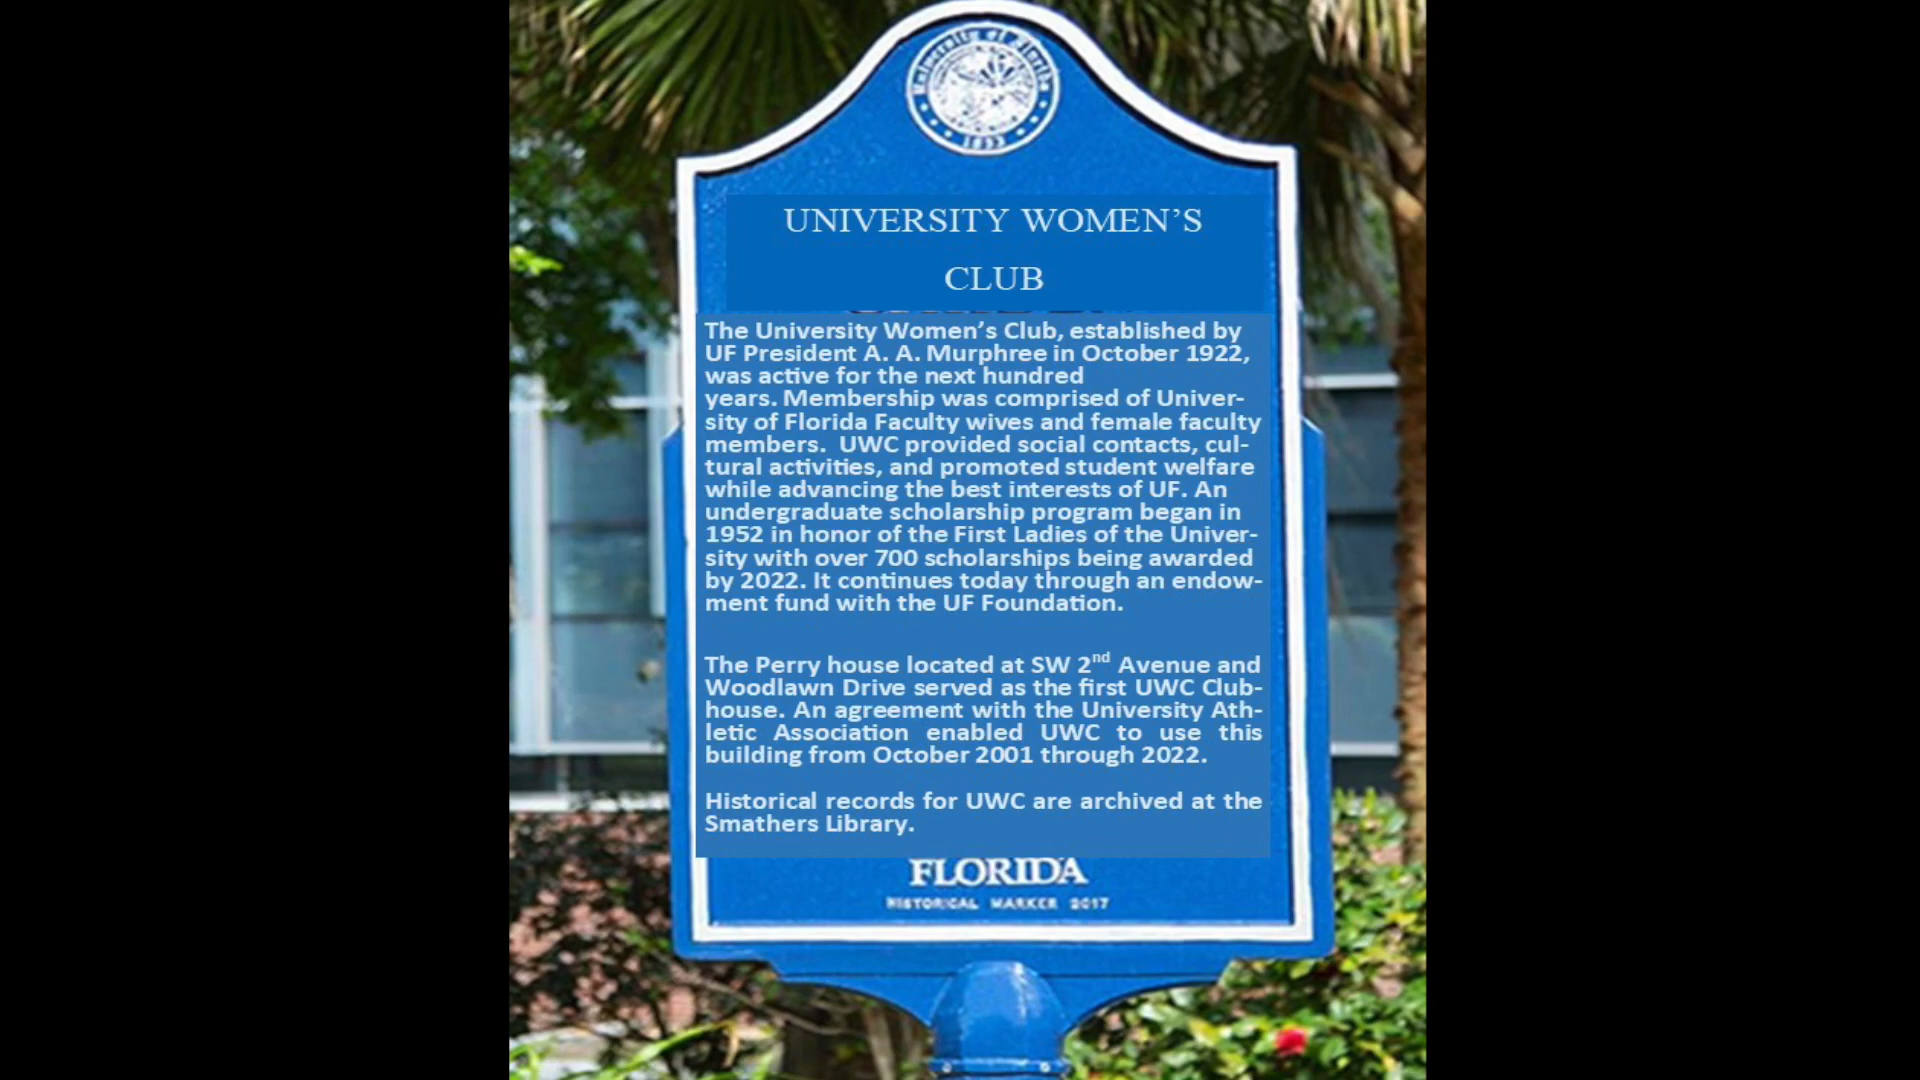 University of Florida
1853
UNIVERSITY WOMEN’S
CLUB
The University Women’s Club, established by
UF President A. A. Murphree in October 1922,
was active for the next hundred
years. Membership was comprised of Univer-
sity of Florida Faculty wives and female faculty
members.  UWC provided social contacts, cul-
tural activities, and promoted student welfare
while advancing the best interests of UF. An
undergraduate scholarship program began in
1952 in honor of the First Ladies of the Univer-
sity with over 700 scholarships being awarded
by 2022. It continues today through an endow-
ment fund with the UF Foundation.
The Perry house located at SW 2nd Avenue and
Woodlawn Drive served as the first UWC Club-
house. An agreement with the University Ath-
letic Association enabled UWC to use this
building from October 2001 through 2022.
Historical records for UWC are archived at the
Smathers Library.
FLORIDA
HISTORICAL MARKER 2017